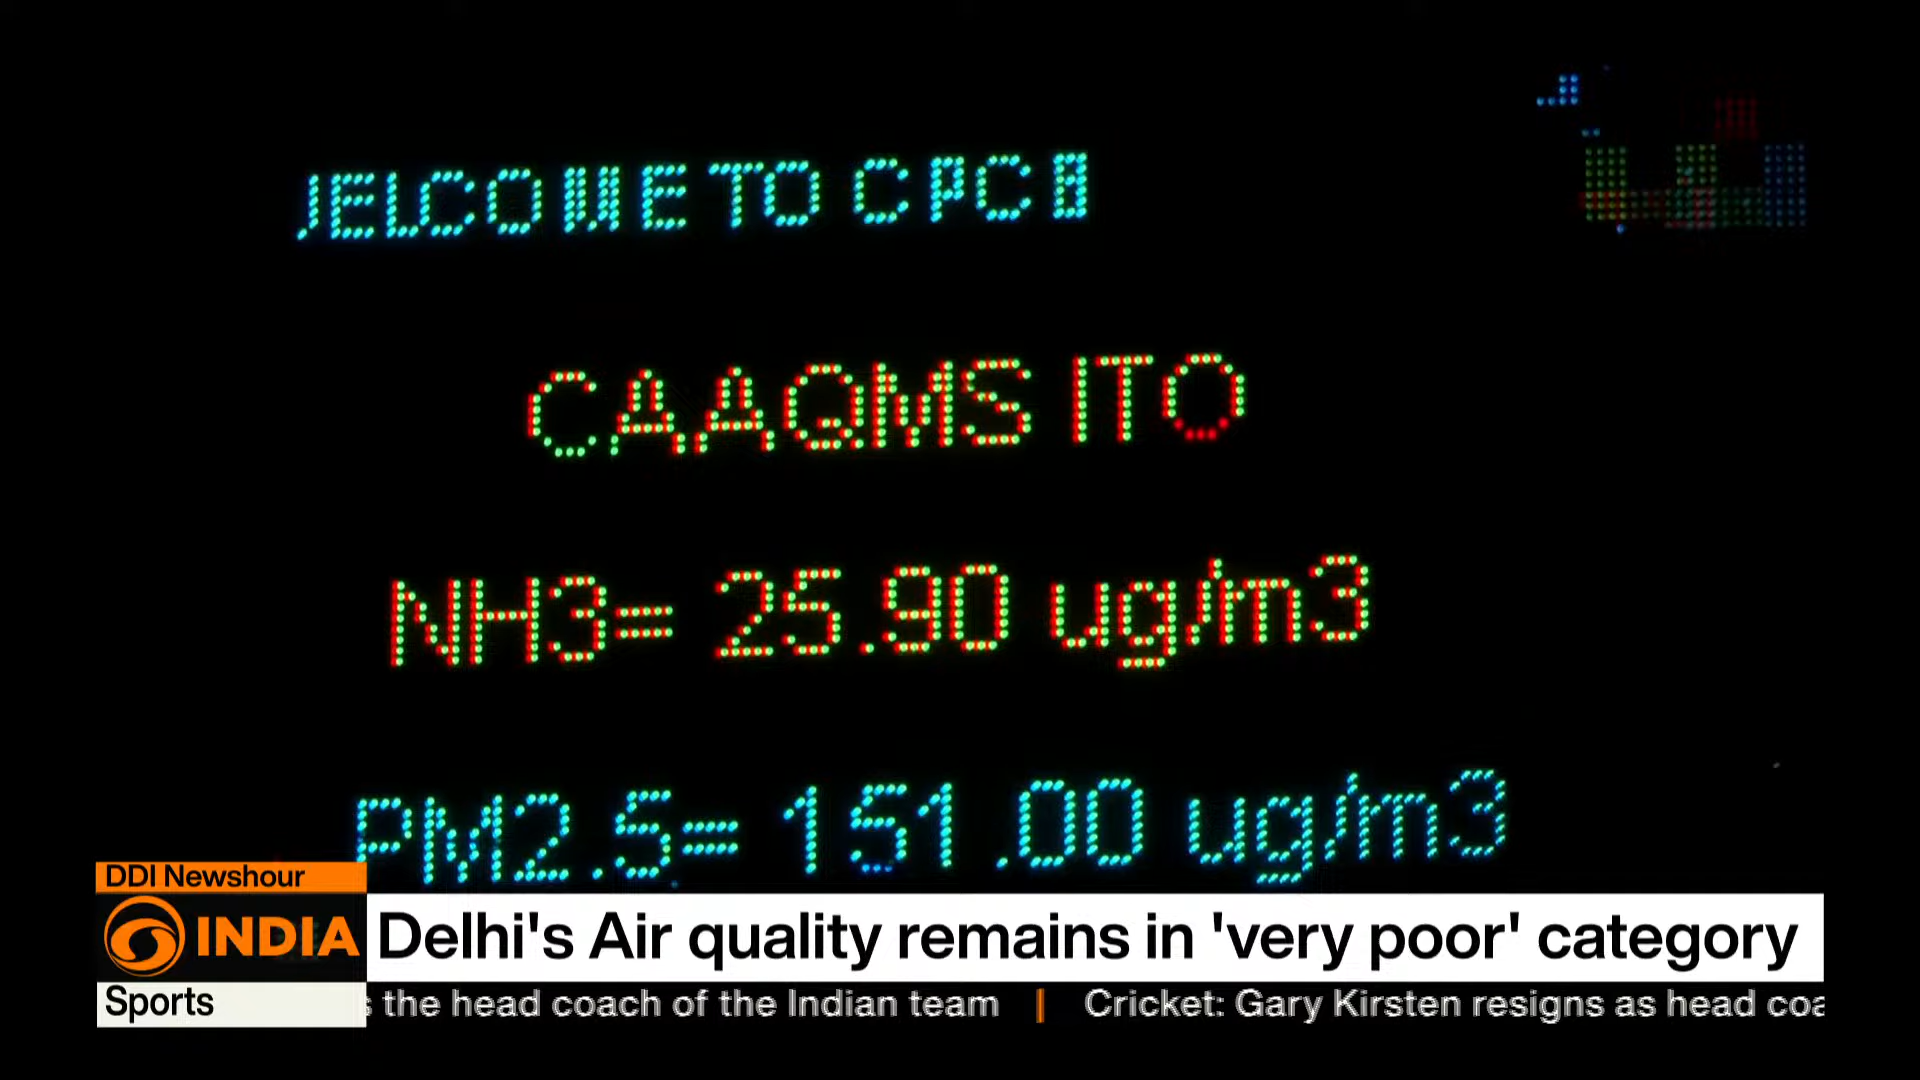 WELCOME TO CPCB
CAAQMS ITO
NH3= 25.90 ug/m3
PM2.5= 151.00 ug/m3
DDI Newshour
INDIA
Delhi's Air quality remains in 'very poor' category
Sports
the head coach of the Indian team | Cricket: Gary Kirsten resigns as head